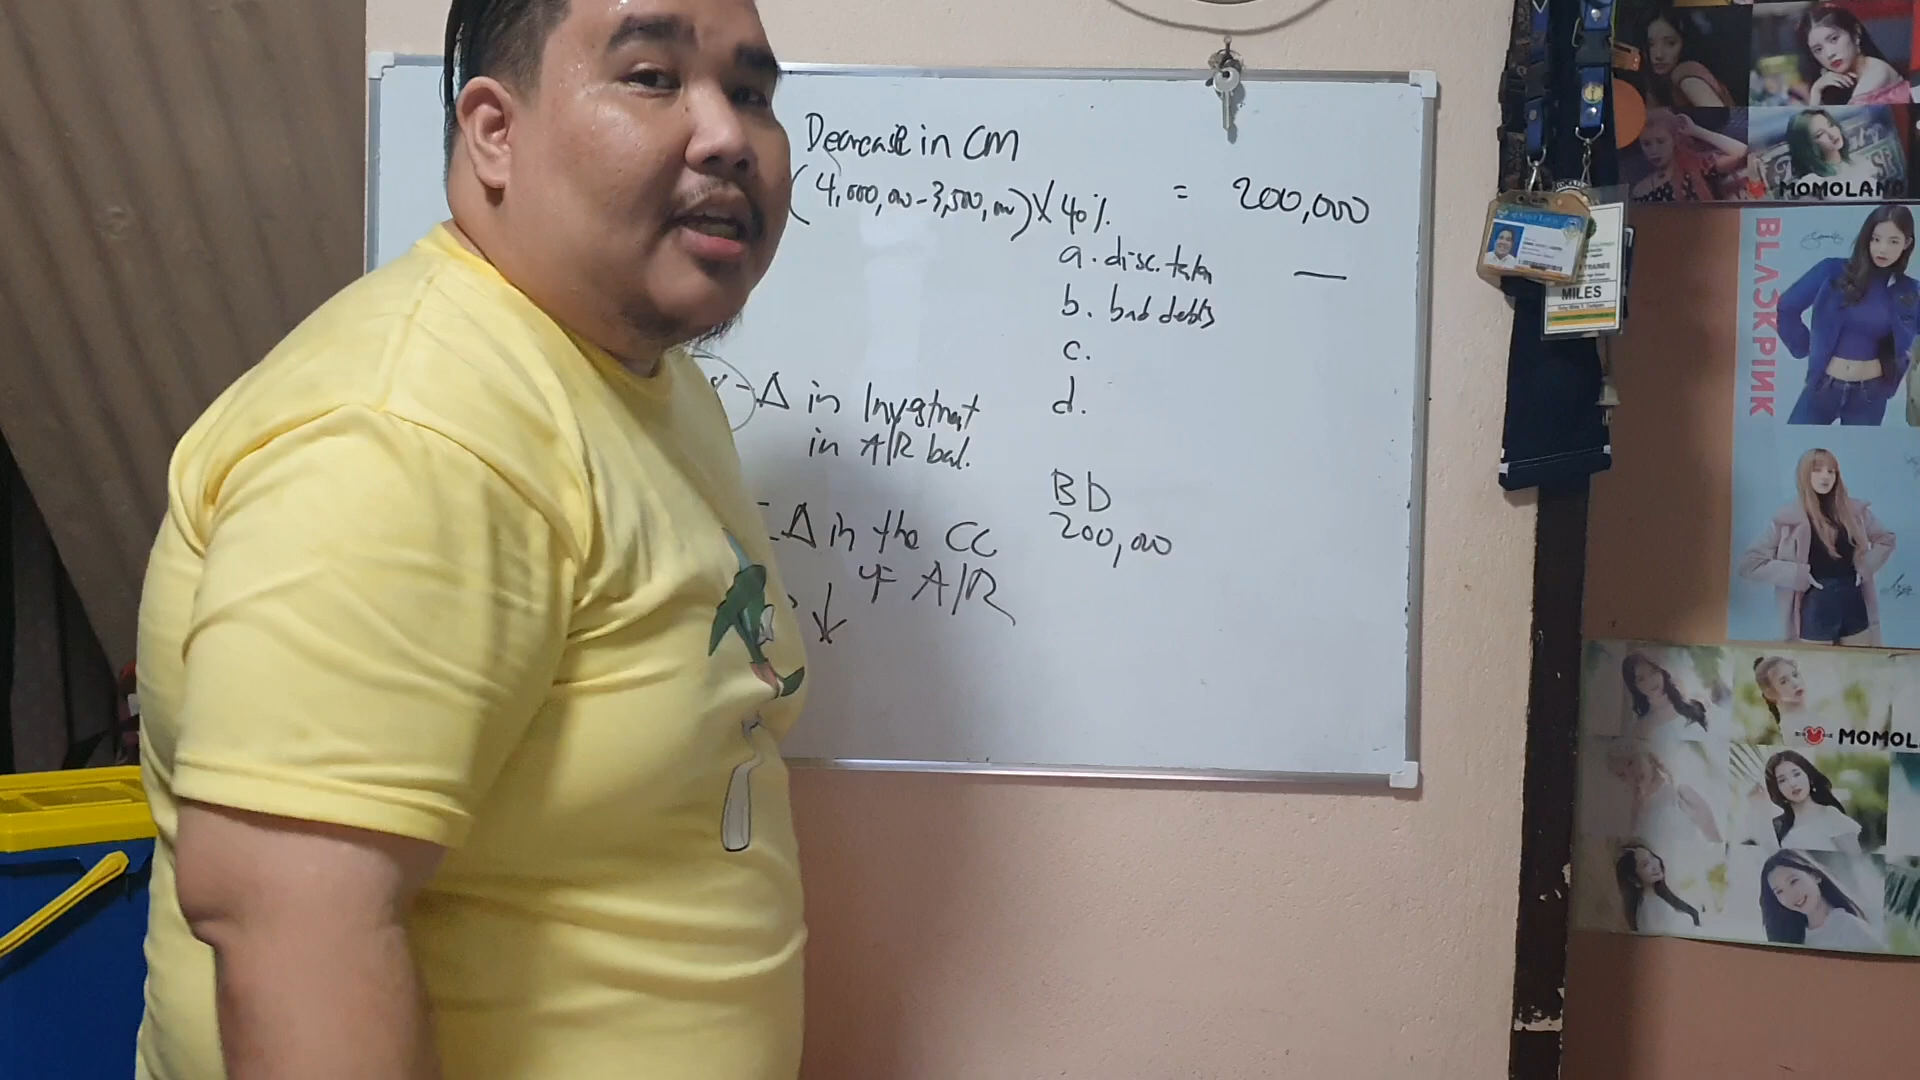 Decrease in CM
(4,000,000-3,500,000) X 40% = 200,000
a. disc. taken
b. bad debts
c.
d.
- Δ in Investment
in A/R bal.
- Δ in the CC
of A/R
↓
BD
200,000
MILES
MOMOLAND
BLACKPINK
MOMOL